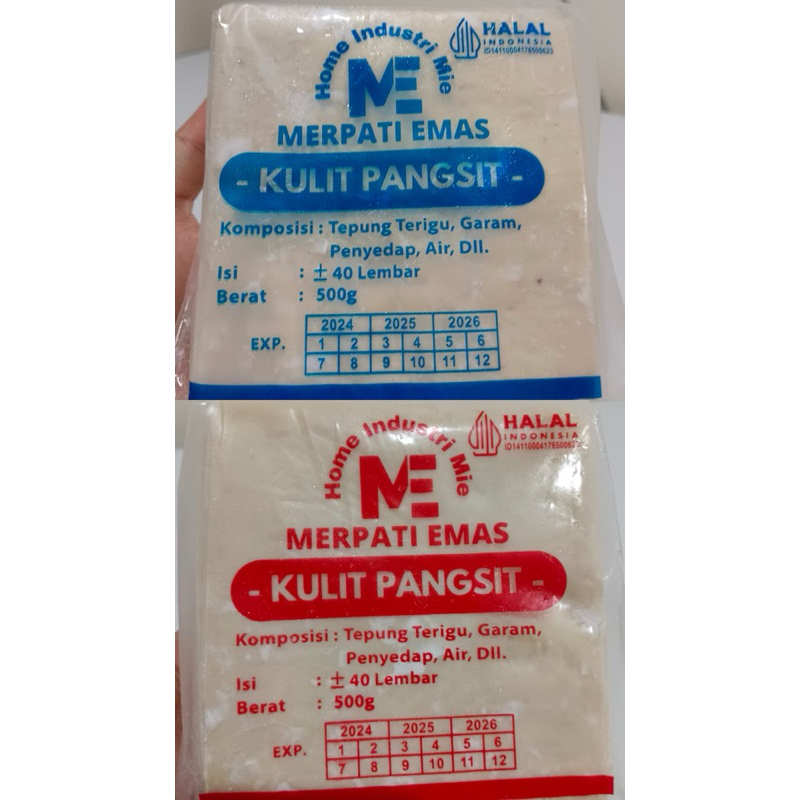 Home Industri Mie
HALAL
INDONESIA
ME
MERPATI EMAS
- KULIT PANGSIT -
Komposisi : Tepung Terigu, Garam,
Penyedap, Air, Dll.
Isi : ± 40 Lembar
Berat : 500g
2024 2025 2026
EXP. 1 2 3 4 5 6
7 8 9 10 11 12
Home Industri Mie
HALAL
INDONESIA
ME
MERPATI EMAS
- KULIT PANGSIT -
Komposisi : Tepung Terigu, Garam,
Penyedap, Air, Dll.
Isi : ± 40 Lembar
Berat : 500g
2024 2025 2026
EXP. 1 2 3 4 5 6
7 8 9 10 11 12